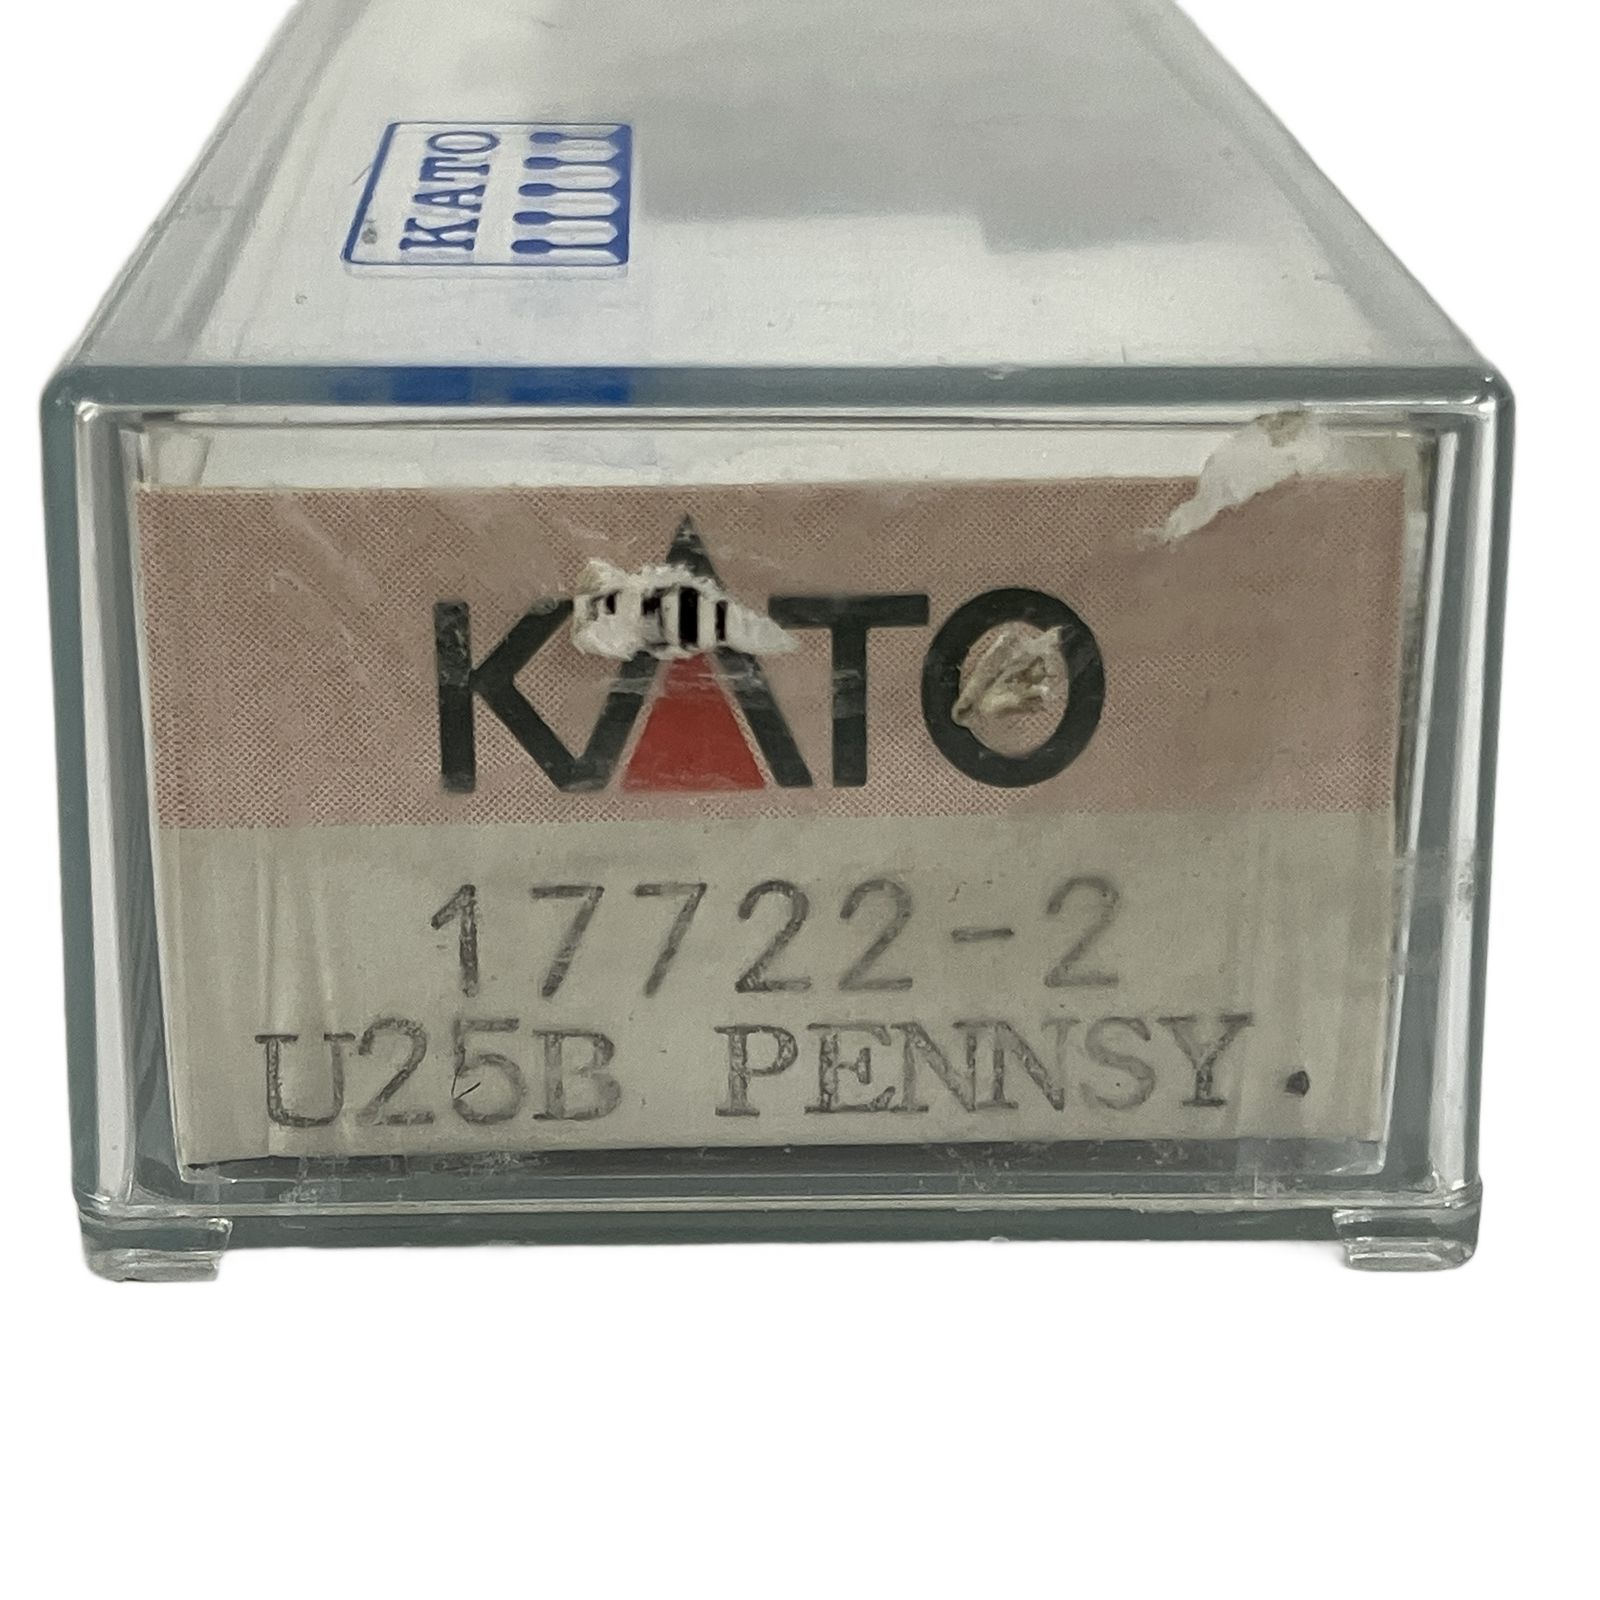 KATO
KATO
17722-2
U25B PENNSY.